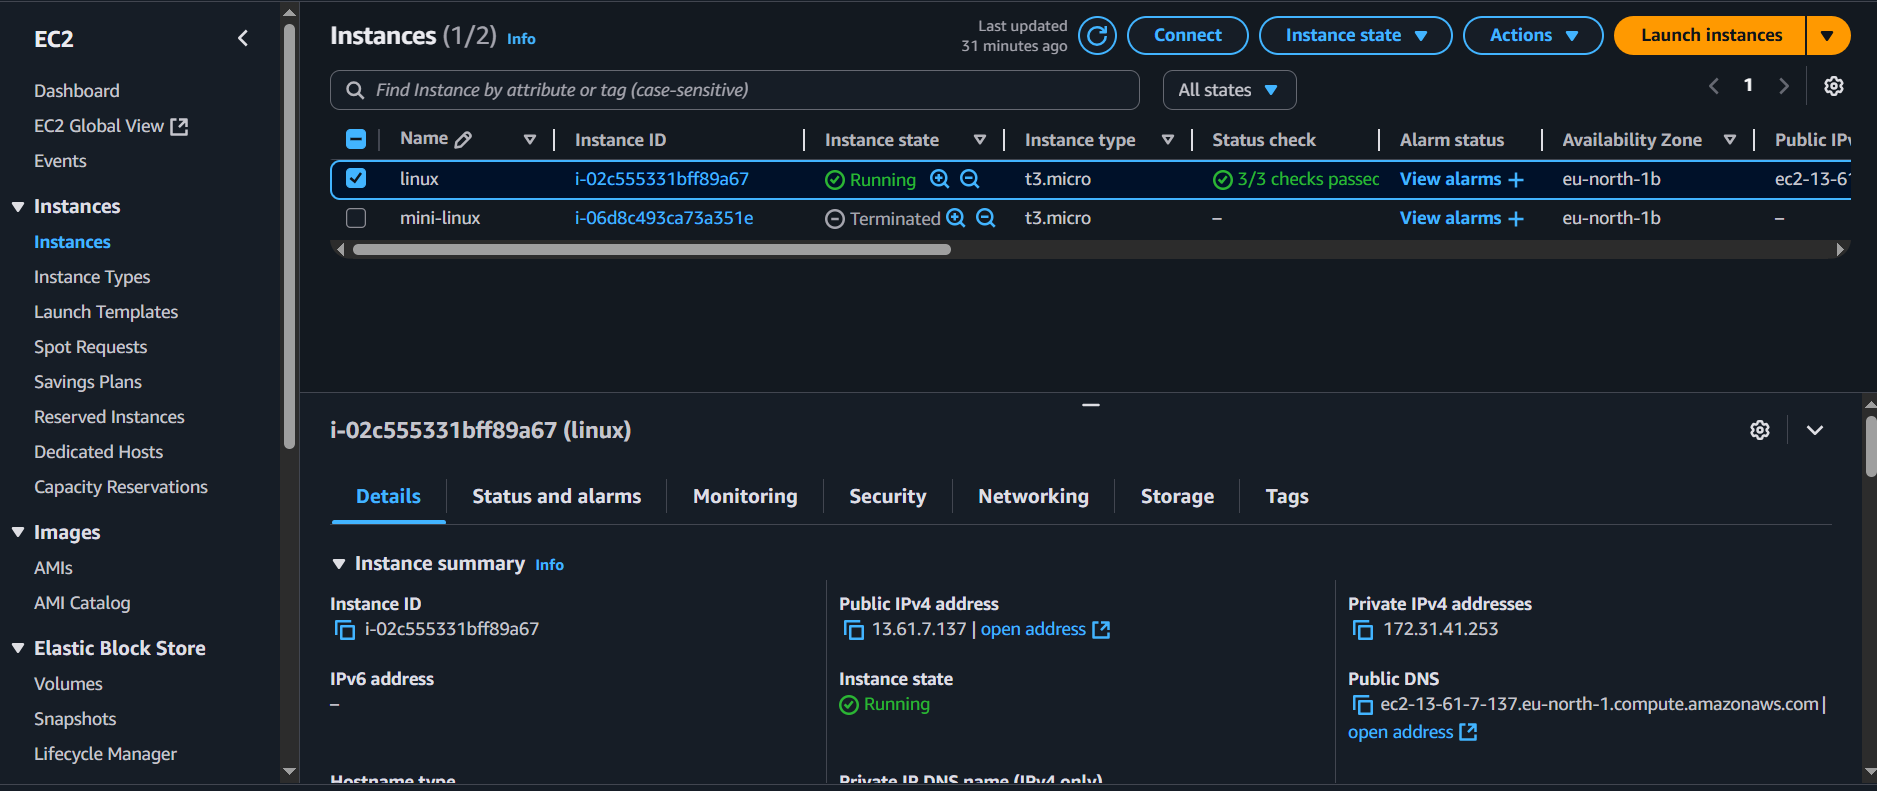 EC2
Dashboard
EC2 Global View
Events
Instances
Instances
Instance Types
Launch Templates
Spot Requests
Savings Plans
Reserved Instances
Dedicated Hosts
Capacity Reservations
Images
AMIs
AMI Catalog
Elastic Block Store
Volumes
Snapshots
Lifecycle Manager
Instances (1/2) Info
Last updated
31 minutes ago
Connect
Instance state
Actions
Launch instances
Find Instance by attribute or tag (case-sensitive)
All states
1
Name Instance ID Instance state Instance type Status check Alarm status Availability Zone Public IPv
linux i-02c555331bff89a67 Running t3.micro 3/3 checks passed View alarms + eu-north-1b ec2-13-61
mini-linux i-06d8c493ca73a351e Terminated t3.micro – View alarms + eu-north-1b –
i-02c555331bff89a67 (linux)
Details Status and alarms Monitoring Security Networking Storage Tags
Instance summary Info
Instance ID
i-02c555331bff89a67
Public IPv4 address
13.61.7.137 | open address
Private IPv4 addresses
172.31.41.253
IPv6 address
–
Instance state
Running
Public DNS
ec2-13-61-7-137.eu-north-1.compute.amazonaws.com |
open address
Hostname type
Private IP DNS name (IPv4 only)